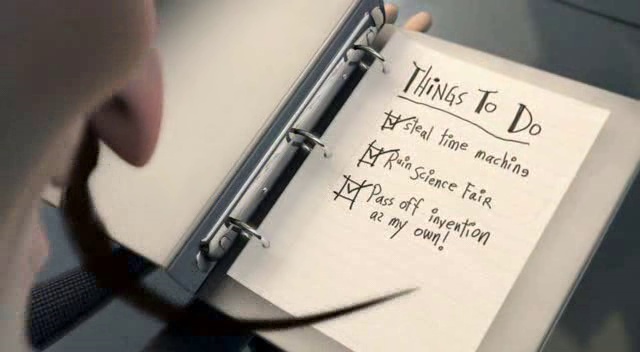 THiNGS To Do
steal time machine
Ruin Science Fair
Pass off invention
as my own!